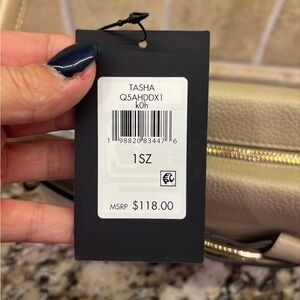 TASHA
Q5AHDDX1
k0h
1 98820 83447 6
1SZ
MSRP $118.00